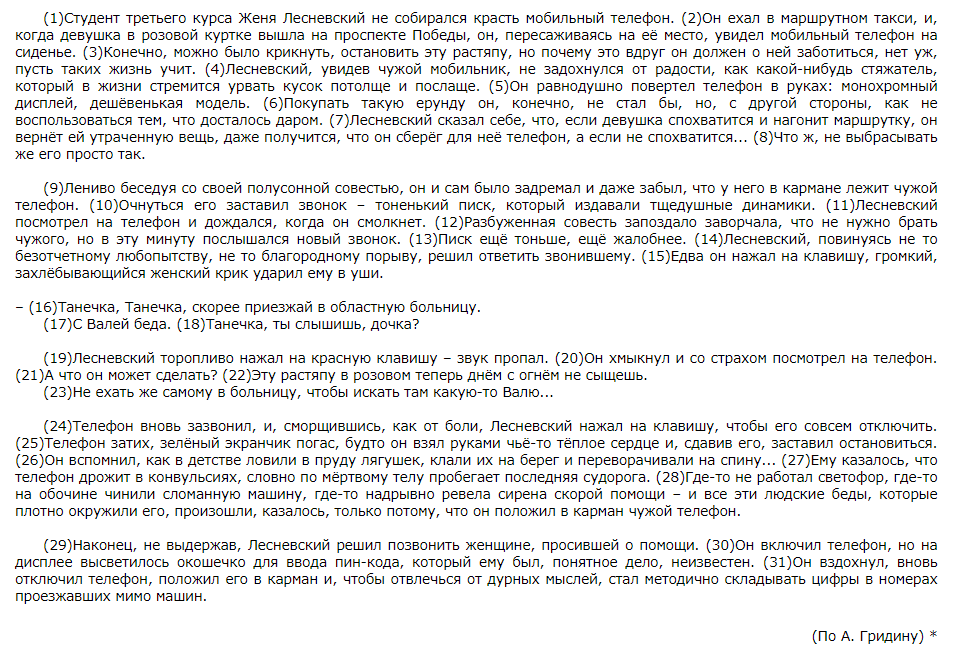 (1)Студент третьего курса Женя Лесневский не собирался красть мобильный телефон. (2)Он ехал в маршрутном такси, и,
когда девушка в розовой куртке вышла на проспекте Победы, он, пересаживаясь на её место, увидел мобильный телефон на
сиденье. (3)Конечно, можно было крикнуть, остановить эту растяпу, но почему это вдруг он должен о ней заботиться, нет уж,
пусть таких жизнь учит. (4)Лесневский, увидев чужой мобильник, не задохнулся от радости, как какой-нибудь стяжатель,
который в жизни стремится урвать кусок потолще и послаще. (5)Он равнодушно повертел телефон в руках: монохромный
дисплей, дешёвенькая модель. (6)Покупать такую ерунду он, конечно, не стал бы, но, с другой стороны, как не
воспользоваться тем, что досталось даром. (7)Лесневский сказал себе, что, если девушка спохватится и нагонит маршрутку, он
вернёт ей утраченную вещь, даже получится, что он сберёг для неё телефон, а если не спохватится... (8)Что ж, не выбрасывать
же его просто так.
(9)Лениво беседуя со своей полусонной совестью, он и сам было задремал и даже забыл, что у него в кармане лежит чужой
телефон. (10)Очнуться его заставил звонок – тоненький писк, который издавали тщедушные динамики. (11)Лесневский
посмотрел на телефон и дождался, когда он смолкнет. (12)Разбуженная совесть запоздало заворчала, что не нужно брать
чужого, но в эту минуту послышался новый звонок. (13)Писк ещё тоньше, ещё жалобнее. (14)Лесневский, повинуясь не то
безотчетному любопытству, не то благородному порыву, решил ответить звонившему. (15)Едва он нажал на клавишу, громкий,
захлёбывающийся женский крик ударил ему в уши.
– (16)Танечка, Танечка, скорее приезжай в областную больницу.
(17)С Валей беда. (18)Танечка, ты слышишь, дочка?
(19)Лесневский торопливо нажал на красную клавишу – звук пропал. (20)Он хмыкнул и со страхом посмотрел на телефон.
(21)А что он может сделать? (22)Эту растяпу в розовом теперь днём с огнём не сыщешь.
(23)Не ехать же самому в больницу, чтобы искать там какую-то Валю...
(24)Телефон вновь зазвонил, и, сморщившись, как от боли, Лесневский нажал на клавишу, чтобы его совсем отключить.
(25)Телефон затих, зелёный экранчик погас, будто он взял руками чьё-то тёплое сердце и, сдавив его, заставил остановиться.
(26)Он вспомнил, как в детстве ловили в пруду лягушек, клали их на берег и переворачивали на спину... (27)Ему казалось, что
телефон дрожит в конвульсиях, словно по мёртвому телу пробегает последняя судорога. (28)Где-то не работал светофор, где-то
на обочине чинили сломанную машину, где-то надрывно ревела сирена скорой помощи – и все эти людские беды, которые
плотно окружили его, произошли, казалось, только потому, что он положил в карман чужой телефон.
(29)Наконец, не выдержав, Лесневский решил позвонить женщине, просившей о помощи. (30)Он включил телефон, но на
дисплее высветилось окошечко для ввода пин-кода, который ему был, понятное дело, неизвестен. (31)Он вздохнул, вновь
отключил телефон, положил его в карман и, чтобы отвлечься от дурных мыслей, стал методично складывать цифры в номерах
проезжавших мимо машин.
(По А. Гридину) *